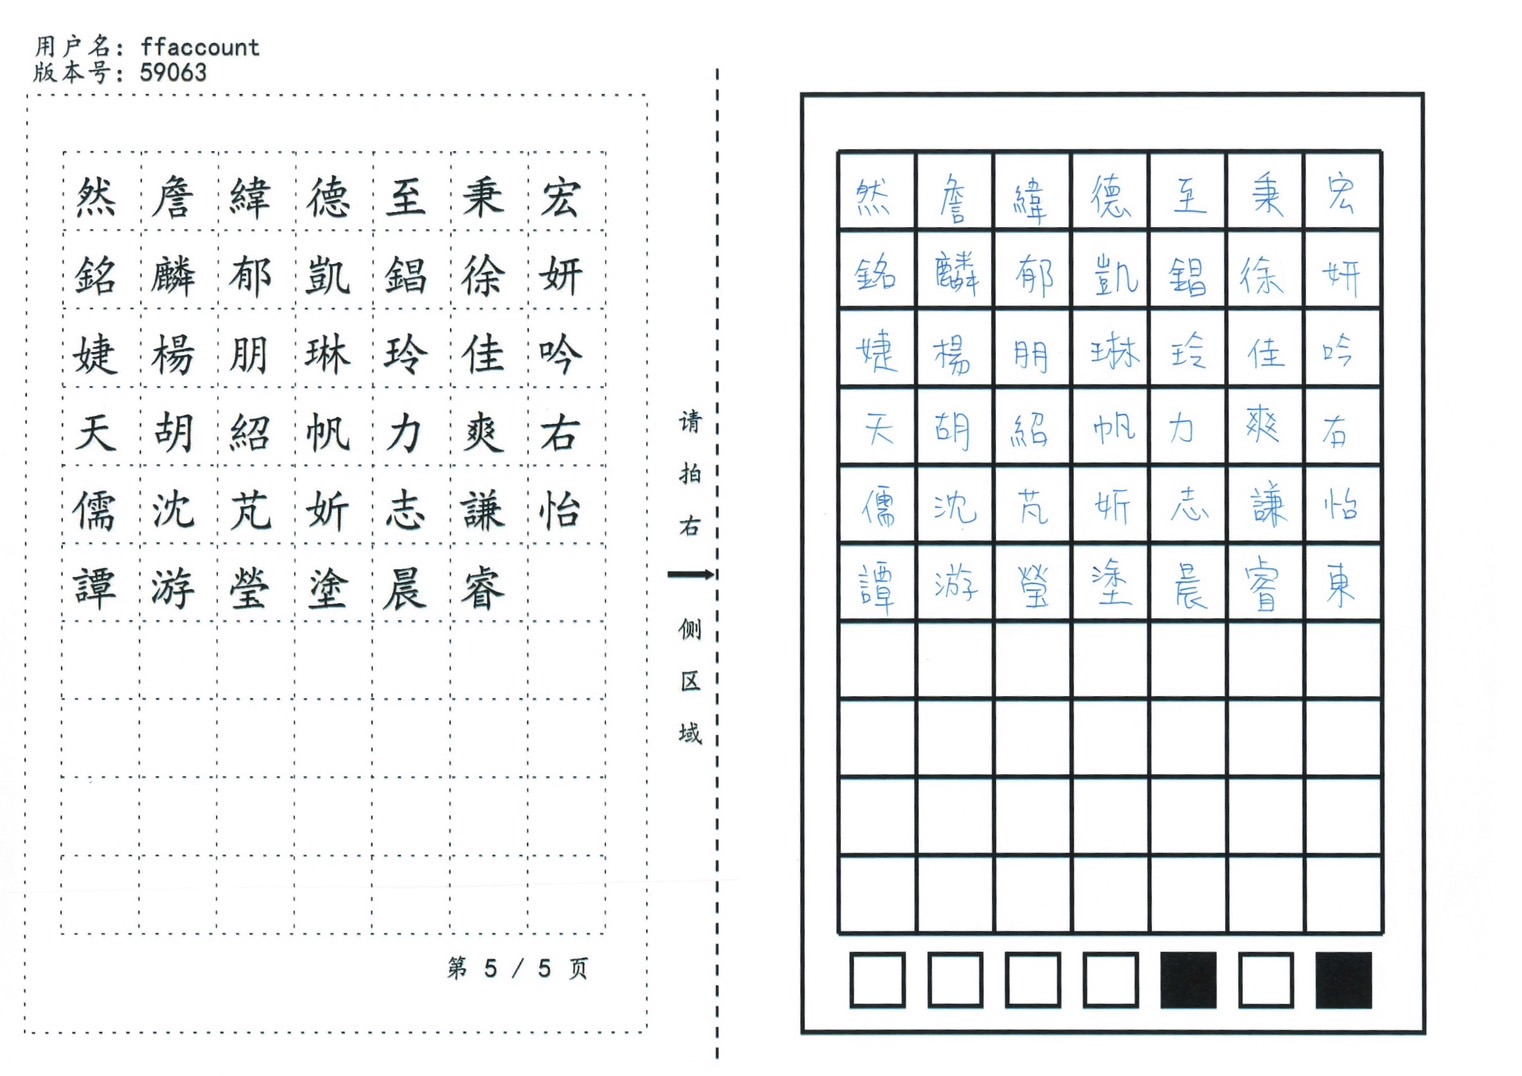 用户名: ffaccount
版本号: 59063
然詹緯德至秉宏
銘麟郁凱錩徐妍
婕楊朋琳玲佳吟
天胡紹帆力爽右
儒沈芃妡志謙怡
譚游瑩塗晨睿
第 5 / 5 页
请拍右侧区域
然詹緯德至秉宏
銘麟郁凱錩徐妍
婕楊朋琳玲佳吟
天胡紹帆力爽右
儒沈芃妡志謙怡
譚游瑩塗晨睿東